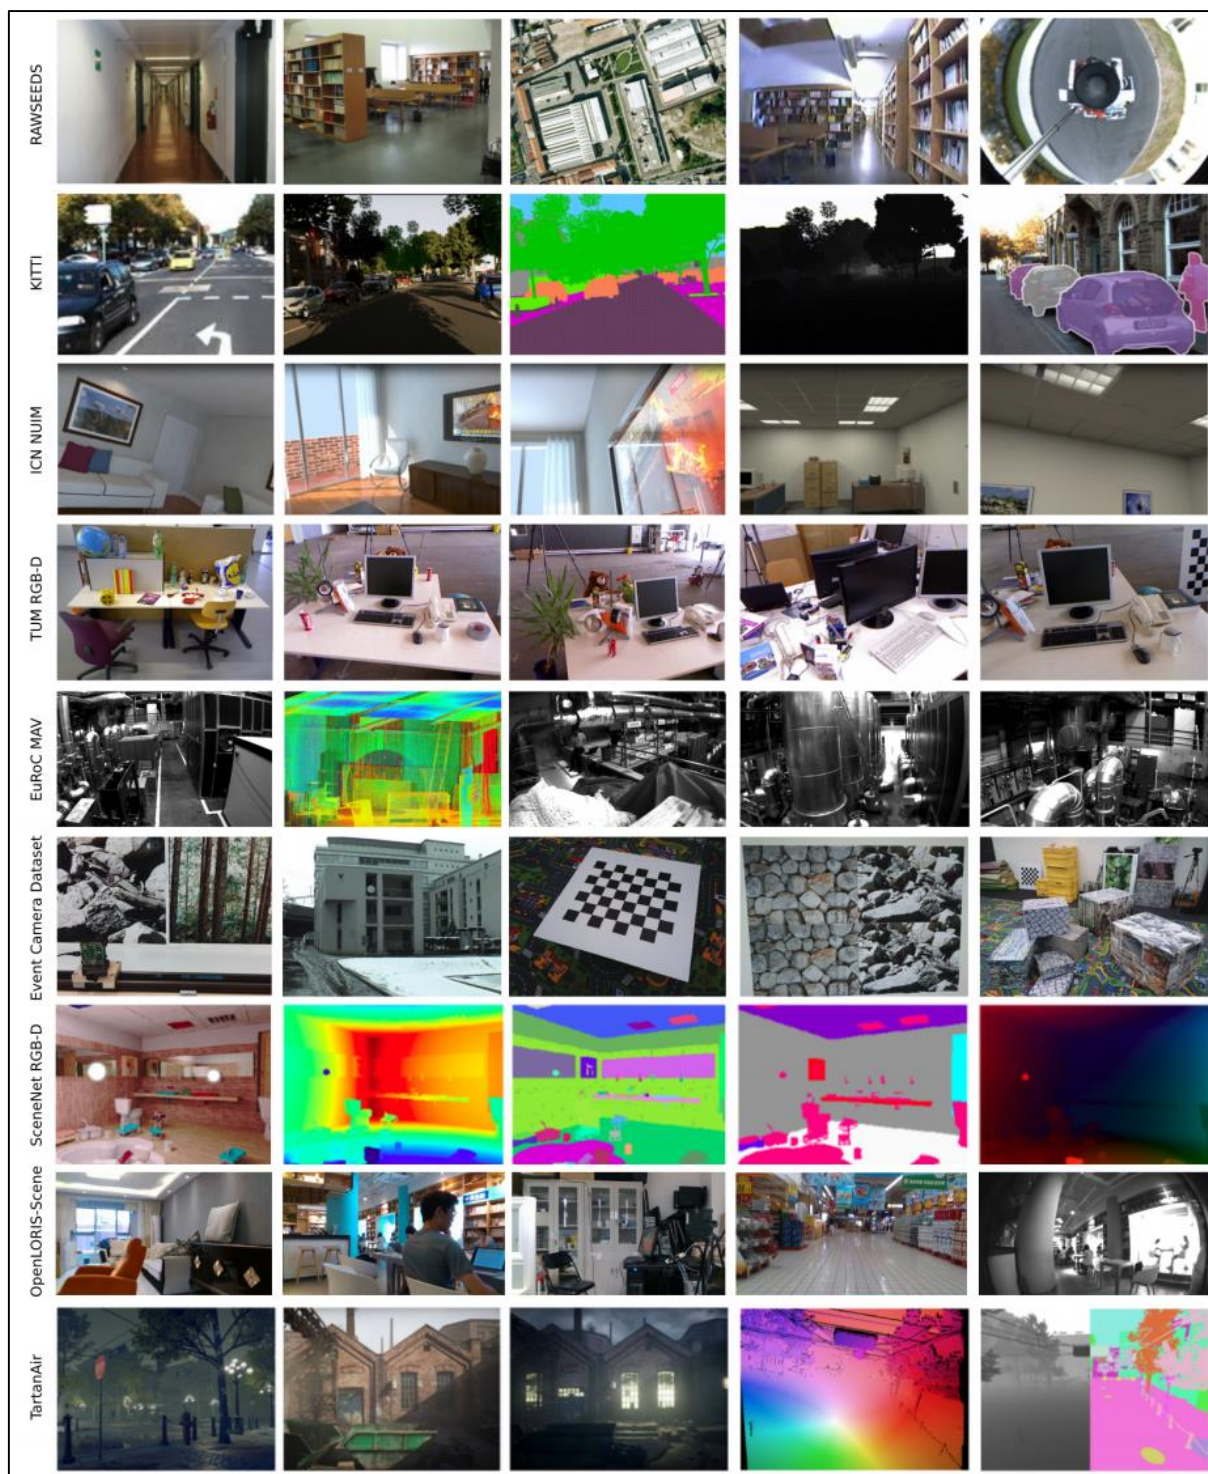 RAWSEEDS
KITTI
ICN NUIM
TUM RGB-D
EuRoC MAV
Event Camera Dataset
SceneNet RGB-D
OpenLORIS-Scene
TartanAir